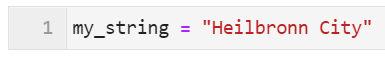 1 my_string = "Heilbronn City"